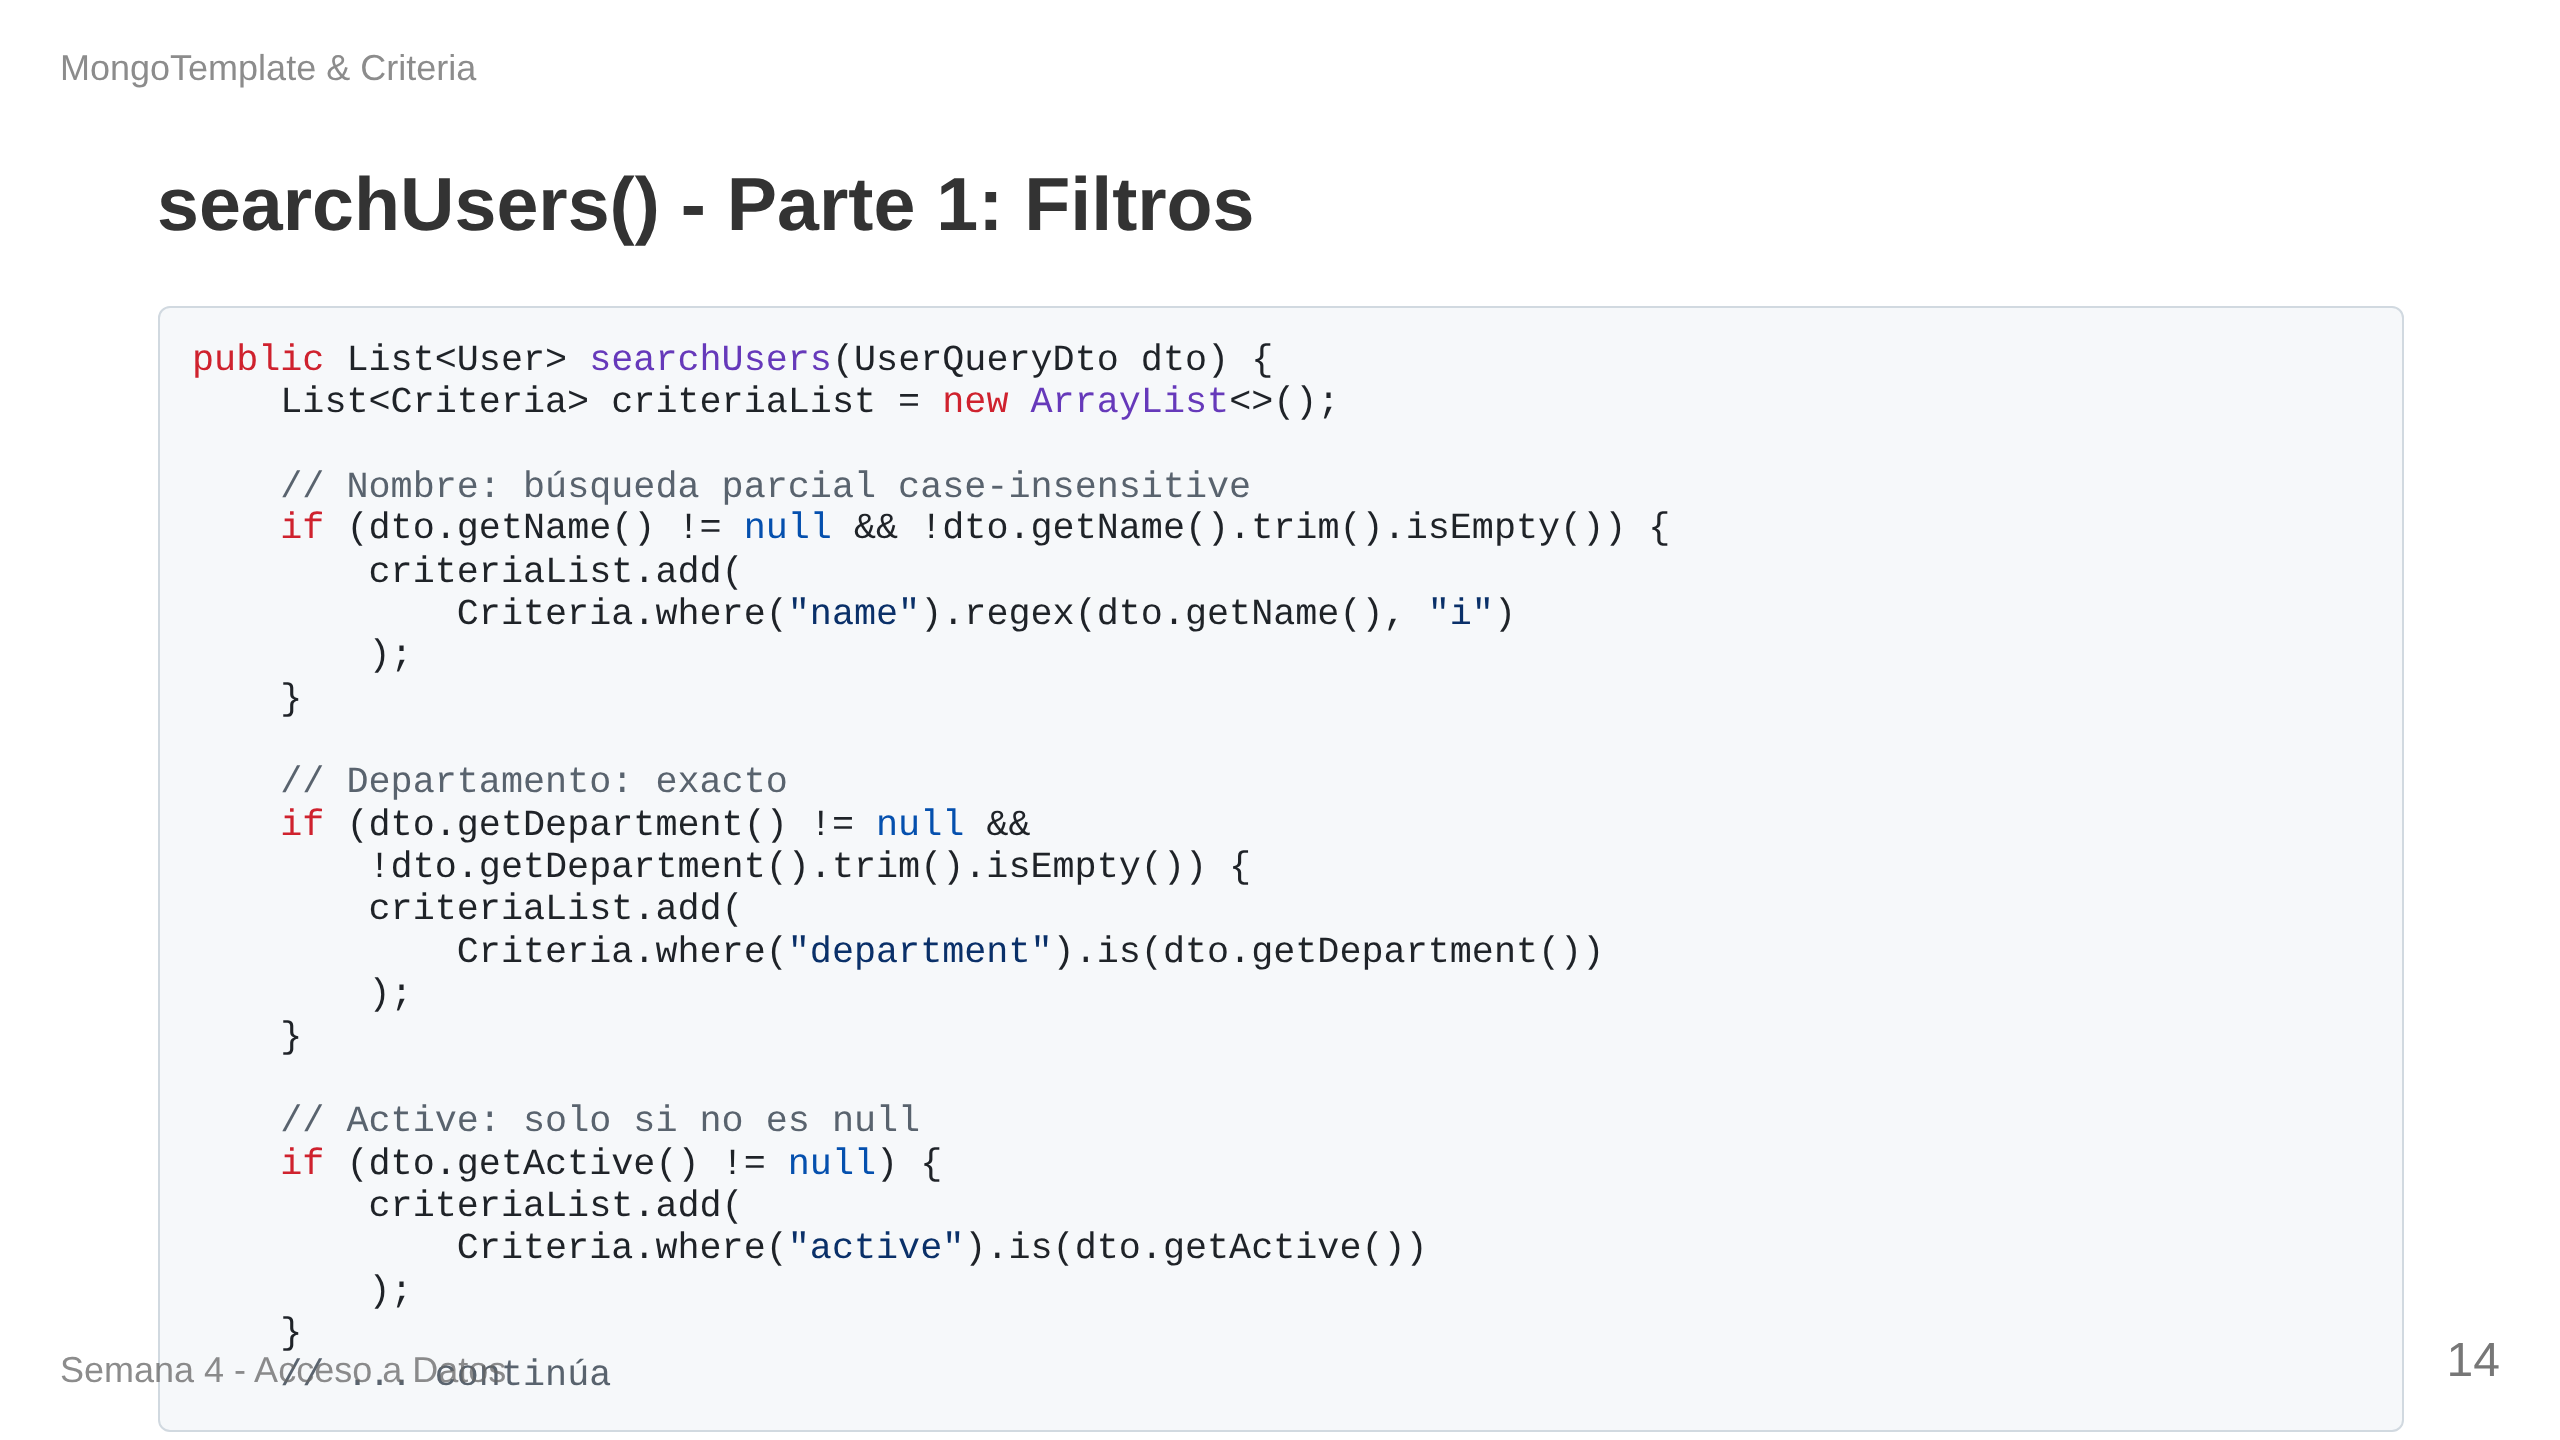 MongoTemplate & Criteria
searchUsers() - Parte 1: Filtros
public List<User> searchUsers(UserQueryDto dto) {
    List<Criteria> criteriaList = new ArrayList<>();

    // Nombre: búsqueda parcial case-insensitive
    if (dto.getName() != null && !dto.getName().trim().isEmpty()) {
        criteriaList.add(
            Criteria.where("name").regex(dto.getName(), "i")
        );
    }

    // Departamento: exacto
    if (dto.getDepartment() != null &&
        !dto.getDepartment().trim().isEmpty()) {
        criteriaList.add(
            Criteria.where("department").is(dto.getDepartment())
        );
    }

    // Active: solo si no es null
    if (dto.getActive() != null) {
        criteriaList.add(
            Criteria.where("active").is(dto.getActive())
        );
    }
    // ... continúa
Semana 4 - Acceso a Datos
14